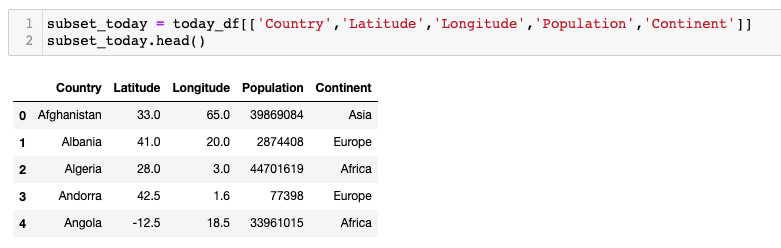 1 subset_today = today_df[['Country','Latitude','Longitude','Population','Continent']]
2 subset_today.head()
Country Latitude Longitude Population Continent
0 Afghanistan 33.0 65.0 39869084 Asia
1 Albania 41.0 20.0 2874408 Europe
2 Algeria 28.0 3.0 44701619 Africa
3 Andorra 42.5 1.6 77398 Europe
4 Angola -12.5 18.5 33961015 Africa